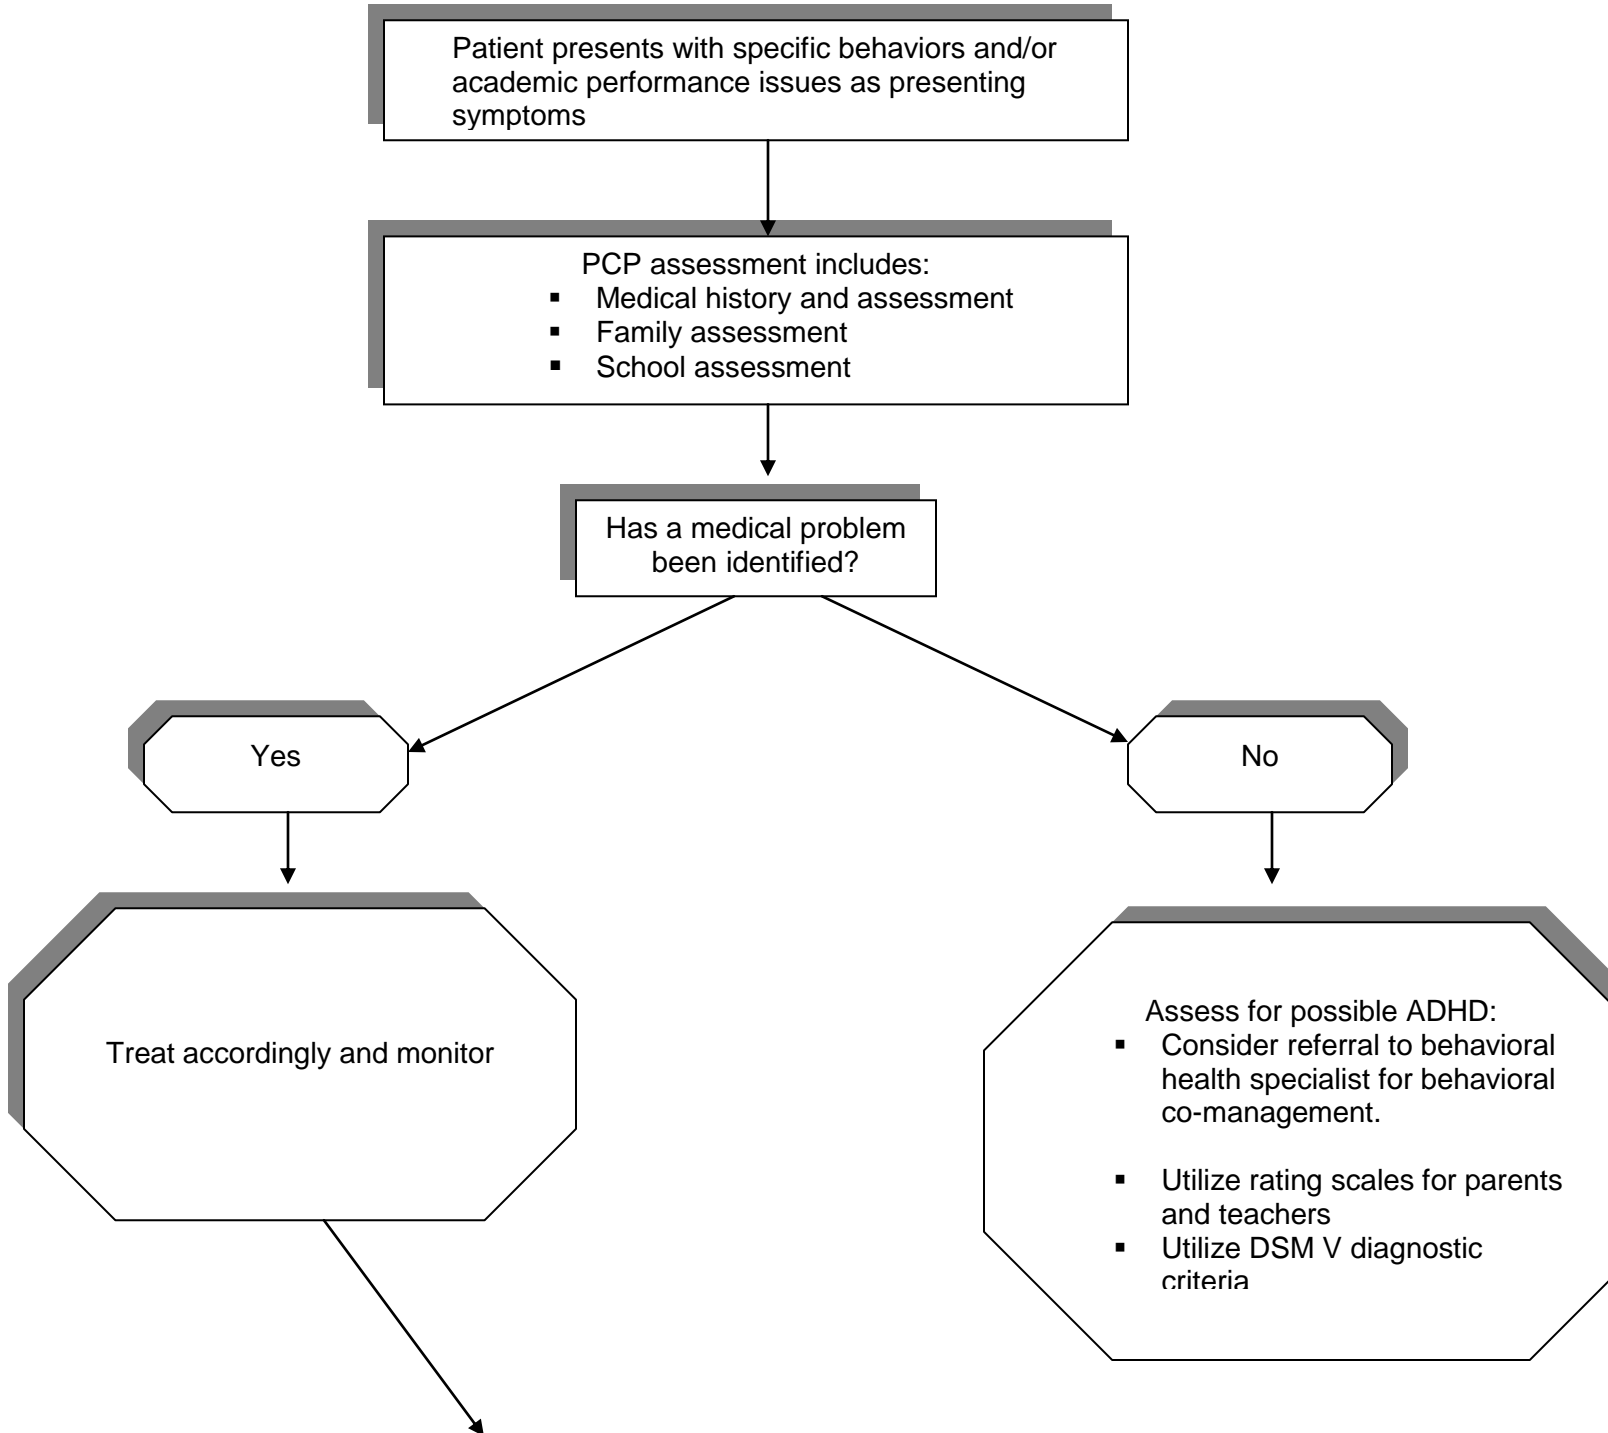 Patient presents with specific behaviors and/or
academic performance issues as presenting
symptoms
PCP assessment includes:
▪ Medical history and assessment
▪ Family assessment
▪ School assessment
Has a medical problem
been identified?
Yes
No
Treat accordingly and monitor
Assess for possible ADHD:
▪ Consider referral to behavioral
health specialist for behavioral
co-management.
▪ Utilize rating scales for parents
and teachers
▪ Utilize DSM V diagnostic
criteria